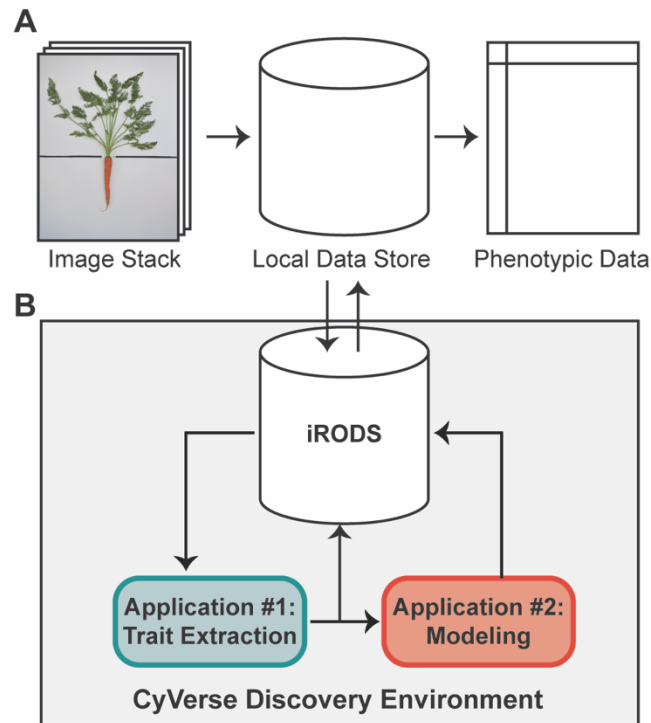 A
Image Stack
Local Data Store
Phenotypic Data
B
iRODS
Application #1:
Trait Extraction
Application #2:
Modeling
CyVerse Discovery Environment